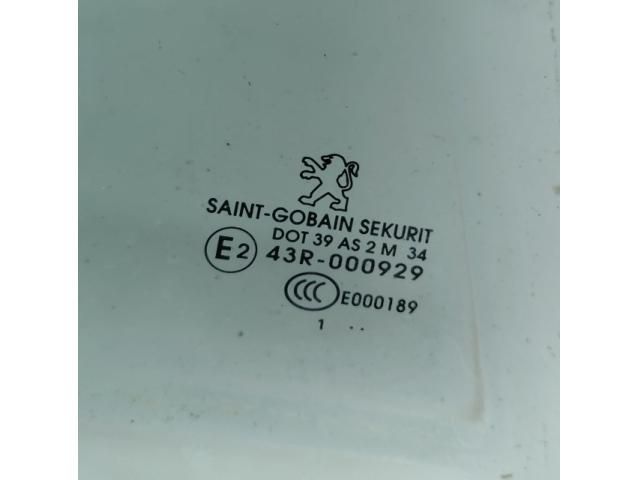 SAINT-GOBAIN SEKURIT
DOT 39 AS 2 M 34
E2 43R-000929
CCC E000189
1 ..